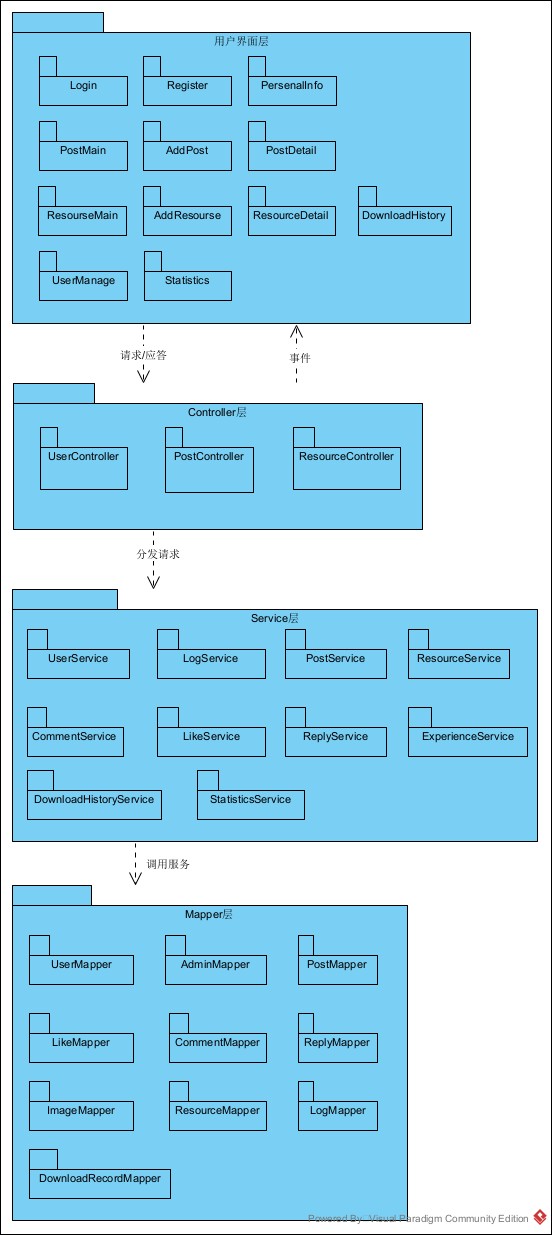 用户界面层
Login Register PersenalInfo
PostMain AddPost PostDetail
ResourseMain AddResourse ResourceDetail DownloadHistory
UserManage Statistics
请求/应答 事件
Controller层
UserController PostController ResourceController
分发请求
Service层
UserService LogService PostService ResourceService
CommentService LikeService ReplyService ExperienceService
DownloadHistoryService StatisticsService
调用服务
Mapper层
UserMapper AdminMapper PostMapper
LikeMapper CommentMapper ReplyMapper
ImageMapper ResourceMapper LogMapper
DownloadRecordMapper
Powered By Visual Paradigm Community Edition